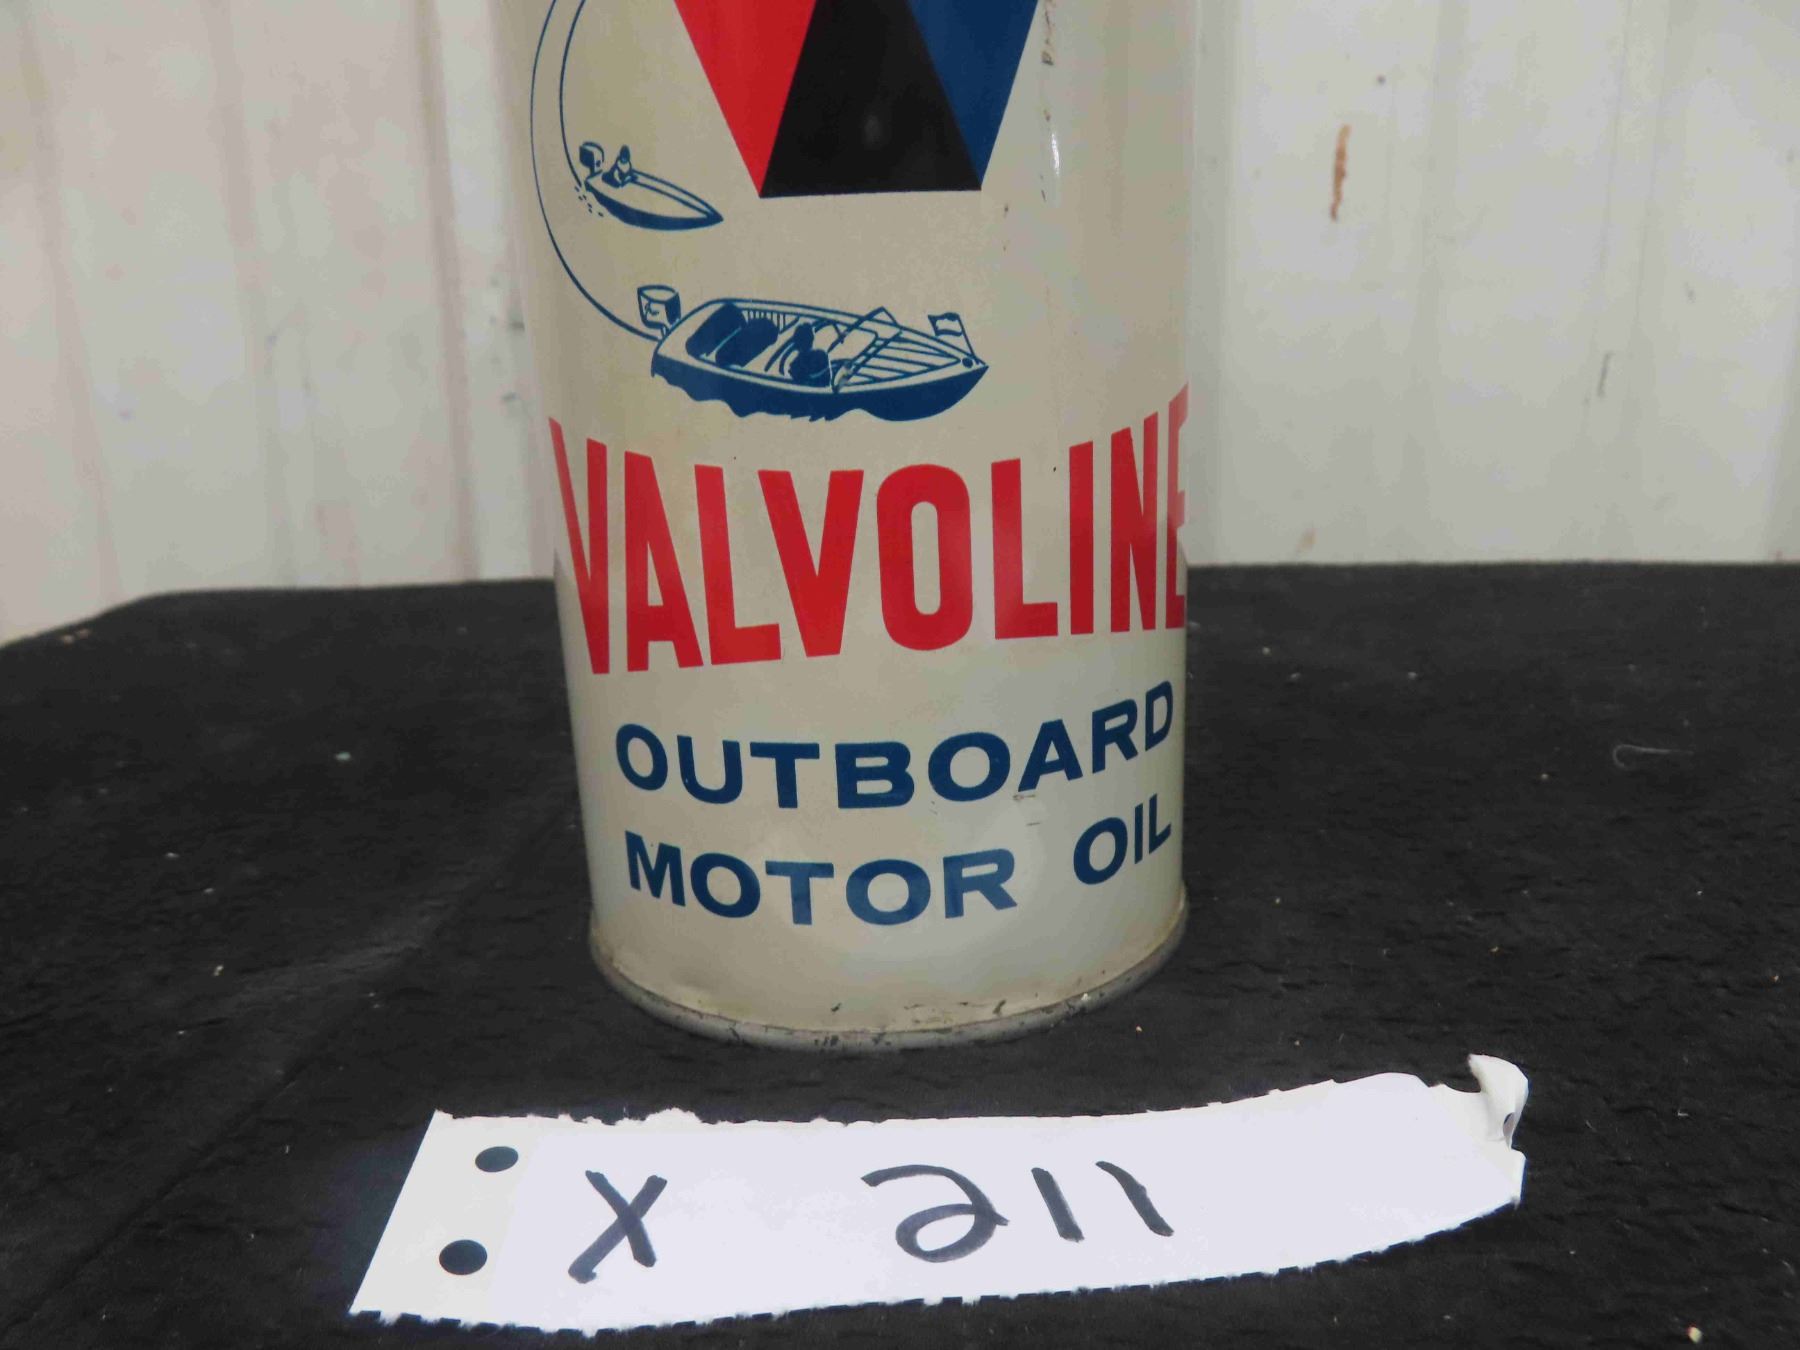 VALVOLINE
OUTBOARD
MOTOR OIL
X 211